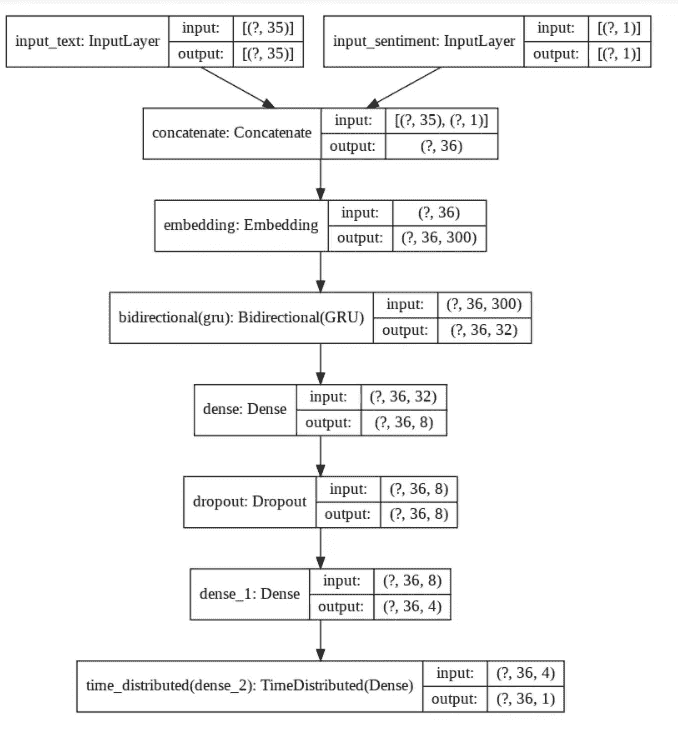 input_text: InputLayer
input: [(?, 35)]
output: [(?, 35)]
input_sentiment: InputLayer
input: [(?, 1)]
output: [(?, 1)]
concatenate: Concatenate
input: [(?, 35), (?, 1)]
output: (?, 36)
embedding: Embedding
input: (?, 36)
output: (?, 36, 300)
bidirectional(gru): Bidirectional(GRU)
input: (?, 36, 300)
output: (?, 36, 32)
dense: Dense
input: (?, 36, 32)
output: (?, 36, 8)
dropout: Dropout
input: (?, 36, 8)
output: (?, 36, 8)
dense_1: Dense
input: (?, 36, 8)
output: (?, 36, 4)
time_distributed(dense_2): TimeDistributed(Dense)
input: (?, 36, 4)
output: (?, 36, 1)